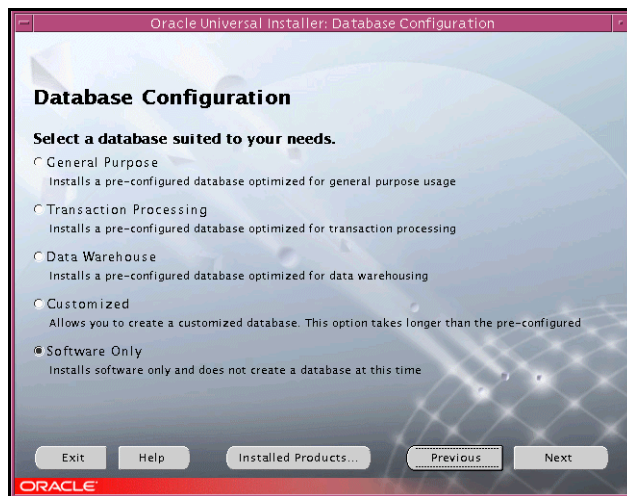 Oracle Universal Installer: Database Configuration
Database Configuration
Select a database suited to your needs.
General Purpose
Installs a pre-configured database optimized for general purpose usage
Transaction Processing
Installs a pre-configured database optimized for transaction processing
Data Warehouse
Installs a pre-configured database optimized for data warehousing
Customized
Allows you to create a customized database. This option takes longer than the pre-configured
Software Only
Installs software only and does not create a database at this time
Exit Help Installed Products... Previous Next
ORACLE